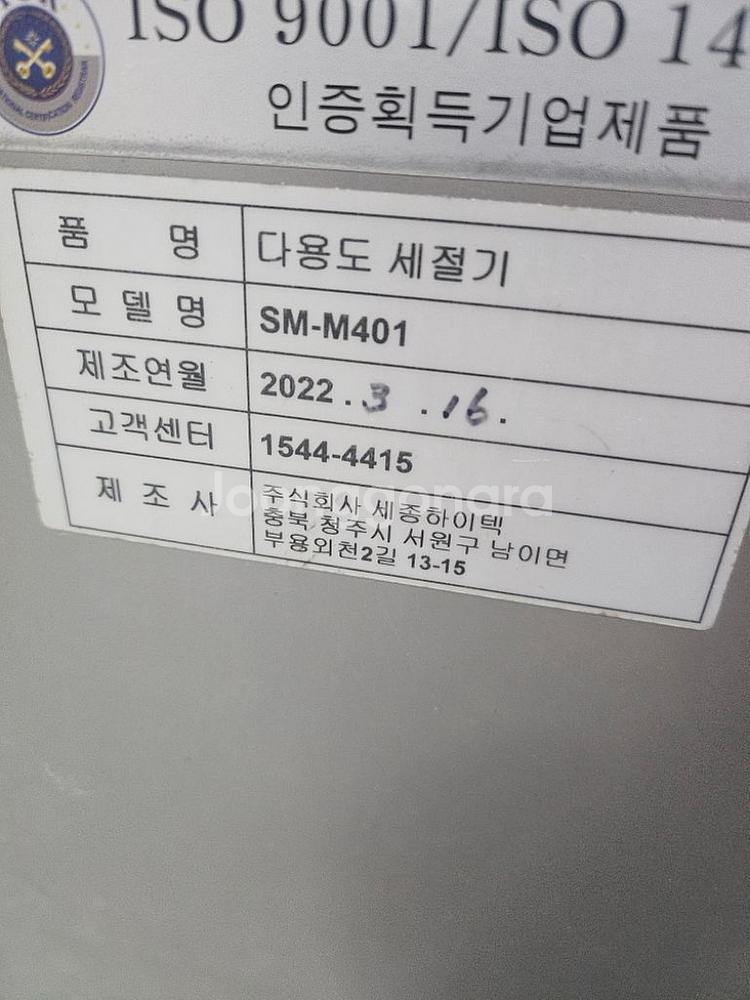 ISO 9001/ISO 14
인증획득기업제품
품 명 다용도 세절기
모 델 명 SM-M401
제조연월 2022.3.16.
고객센터 1544-4415
제 조 사 주식회사 세종하이텍
충북 청주시 서원구 남이면
부용외천2길 13-15
Joonggonara